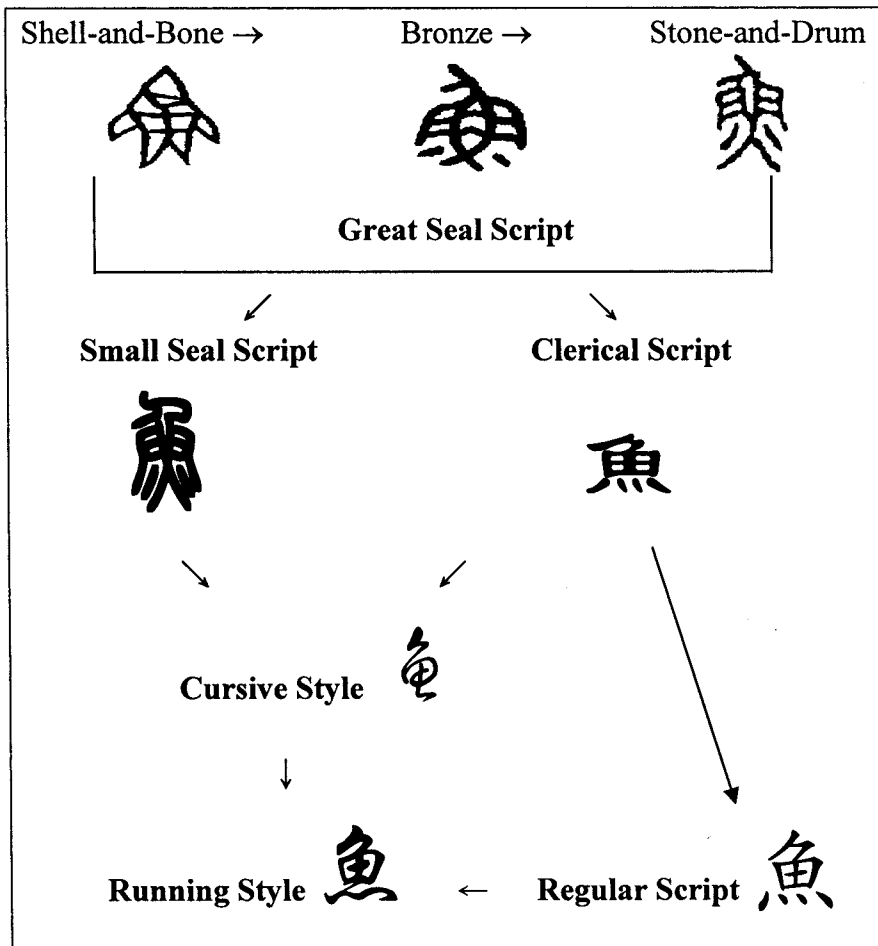 Shell-and-Bone → Bronze → Stone-and-Drum
Great Seal Script
Small Seal Script Clerical Script
魚
Cursive Style
Running Style 魚 ← Regular Script 魚